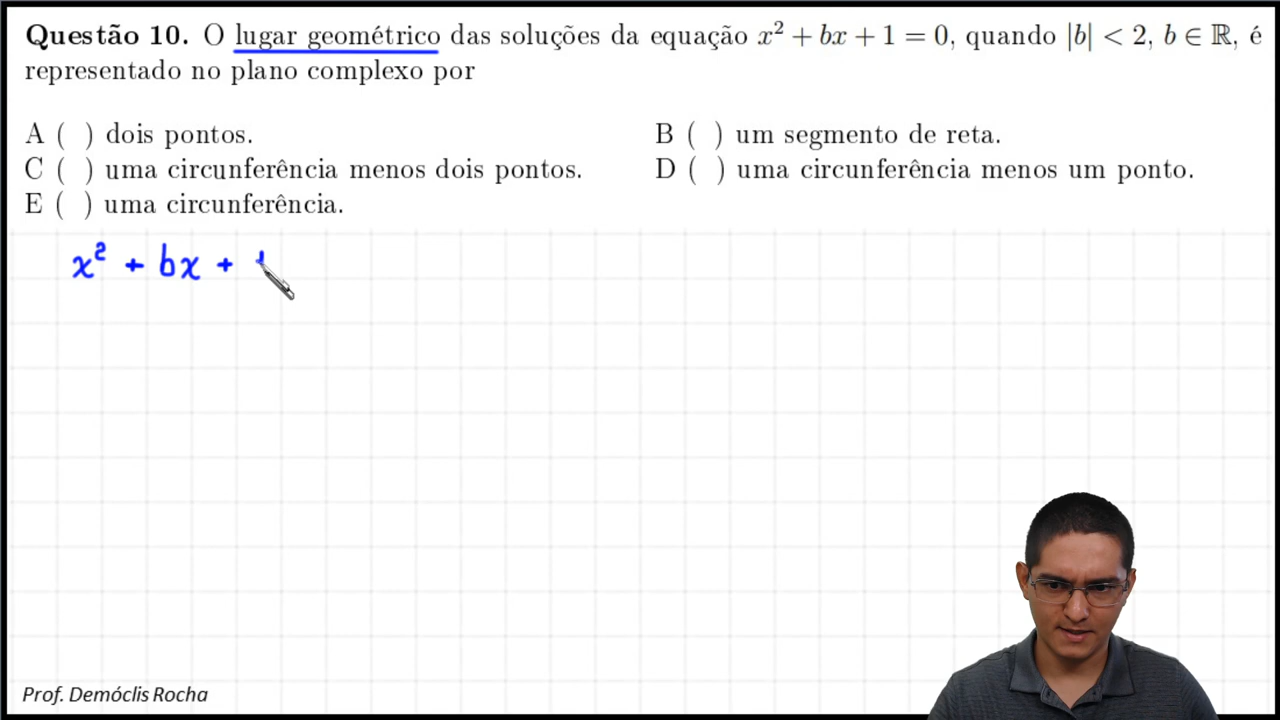 Questão 10. O lugar geométrico das soluções da equação x² + bx + 1 = 0, quando |b| < 2, b ∈ ℝ, é
representado no plano complexo por
A ( ) dois pontos.
B ( ) um segmento de reta.
C ( ) uma circunferência menos dois pontos.
D ( ) uma circunferência menos um ponto.
E ( ) uma circunferência.
x² + bx +
Prof. Demóclis Rocha